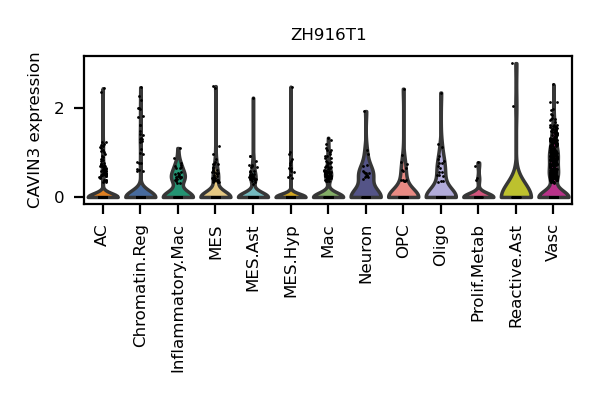 ZH916T1
CAVIN3 expression
2
0
AC
Chromatin.Reg
Inflammatory.Mac
MES
MES.Ast
MES.Hyp
Mac
Neuron
OPC
Oligo
Prolif.Metab
Reactive.Ast
Vasc